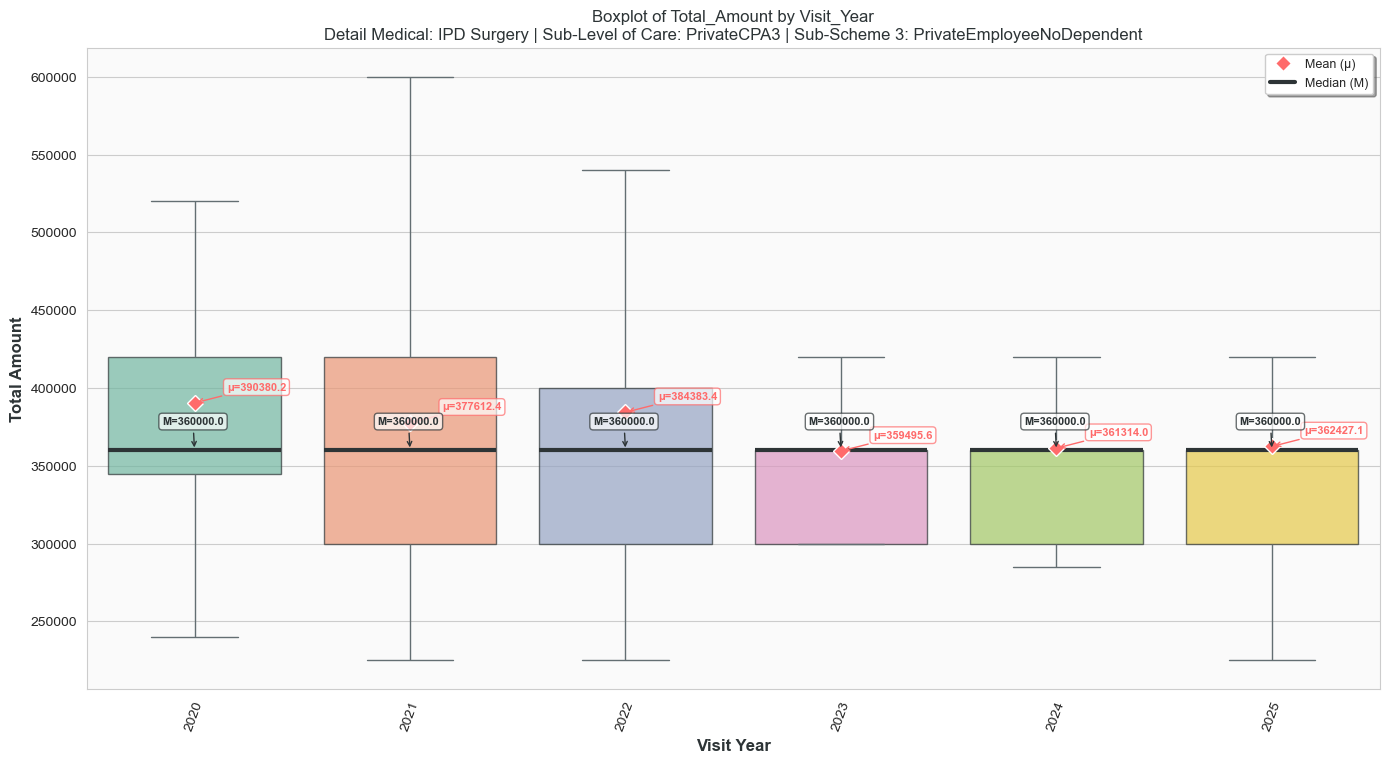 Boxplot of Total_Amount by Visit_Year
Detail Medical: IPD Surgery | Sub-Level of Care: PrivateCPA3 | Sub-Scheme 3: PrivateEmployeeNoDependent
Mean (μ)
Median (M)
Total Amount
600000
550000
500000
450000
400000
350000
300000
250000
μ=390380.2
M=360000.0
μ=377612.4
M=360000.0
μ=384383.4
M=360000.0
μ=359495.6
M=360000.0
μ=361314.0
M=360000.0
μ=362427.1
M=360000.0
2020
2021
2022
2023
2024
2025
Visit Year